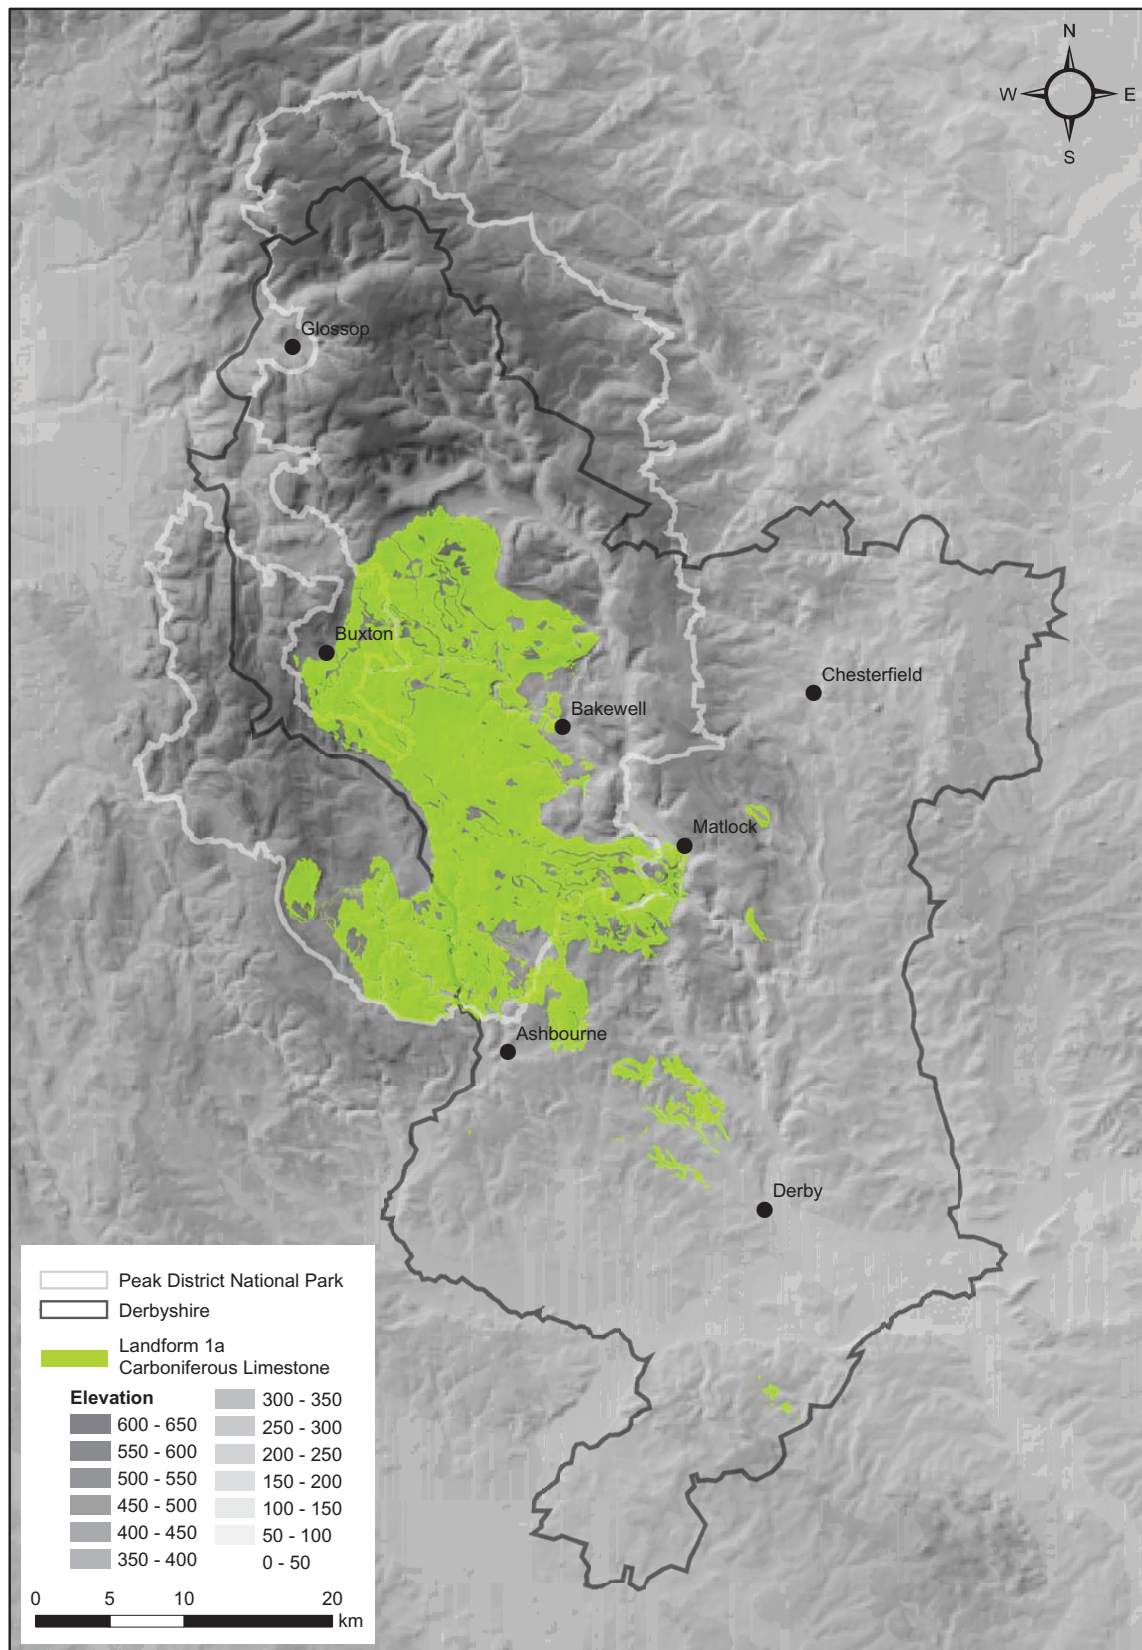 N
W
E
S
Glossop
Buxton
Chesterfield
Bakewell
Matlock
Ashbourne
Derby
Peak District National Park
Derbyshire
Landform 1a
Carboniferous Limestone
Elevation
600 - 650
550 - 600
500 - 550
450 - 500
400 - 450
350 - 400
300 - 350
250 - 300
200 - 250
150 - 200
100 - 150
50 - 100
0 - 50
0 5 10 20
km